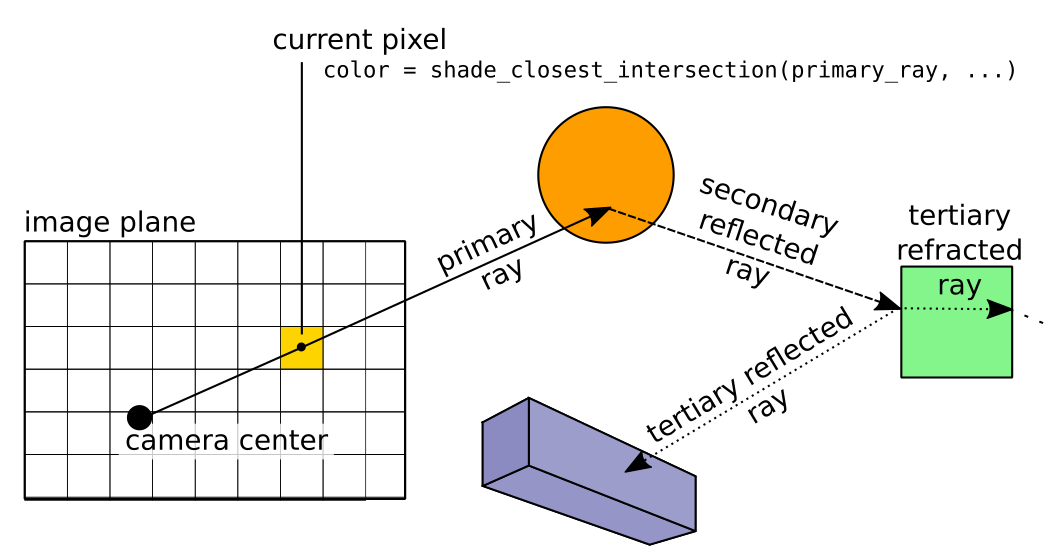 current pixel
color = shade_closest_intersection(primary_ray, ...)
image plane
primary
ray
secondary
reflected
ray
tertiary
refracted
ray
tertiary reflected
ray
camera center